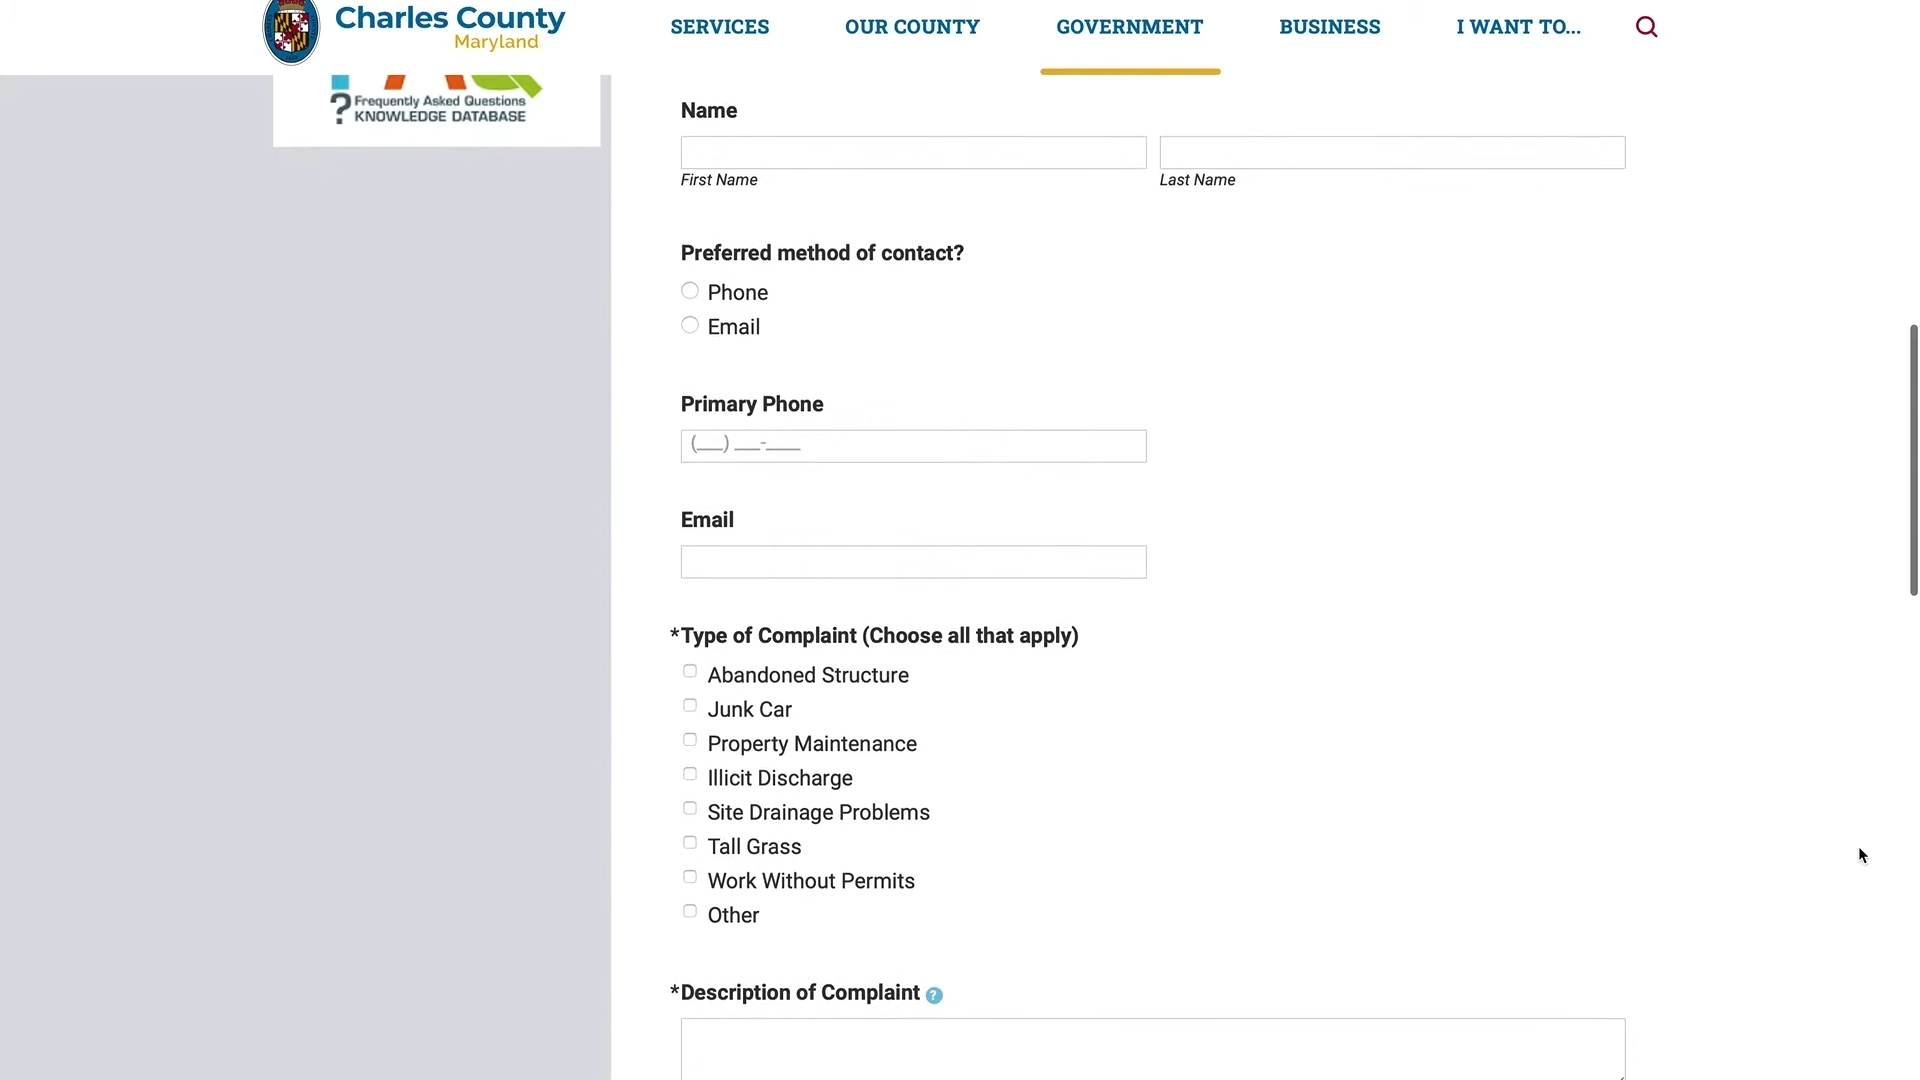 Charles County
Maryland
SERVICES
OUR COUNTY
GOVERNMENT
BUSINESS
I WANT TO...
? Frequently Asked Questions
KNOWLEDGE DATABASE
Name
First Name
Last Name
Preferred method of contact?
Phone
Email
Primary Phone
(___) ___-____
Email
*Type of Complaint (Choose all that apply)
Abandoned Structure
Junk Car
Property Maintenance
Illicit Discharge
Site Drainage Problems
Tall Grass
Work Without Permits
Other
*Description of Complaint ?